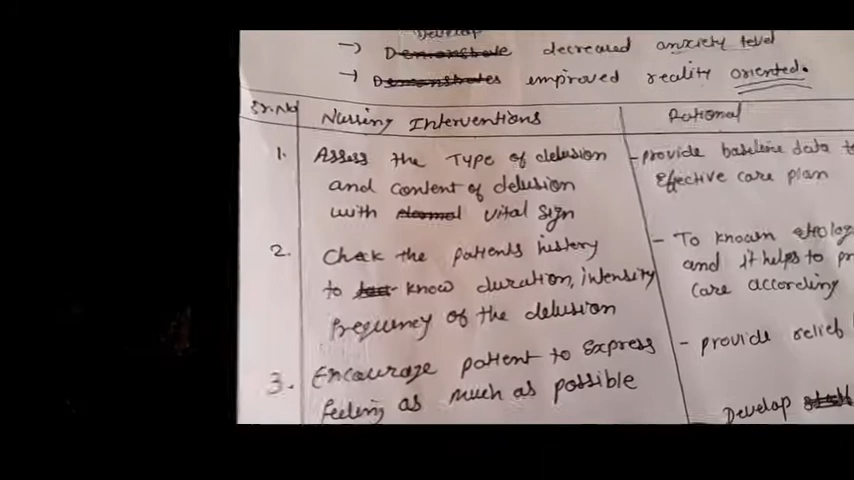 Develop
→ decreased anxiety level
→ improved reality oriented.
Sr.No Nursing Interventions Rational
1. Assess the Type of delusion - provide baseline data
and content of delusion effective care plan
with vital sign
2. Check the patients history - To known
to know duration, intensity and it helps to
frequency of the delusion care according
3. Encourage patient to Express - provide relief
feeling as much as possible
Develop